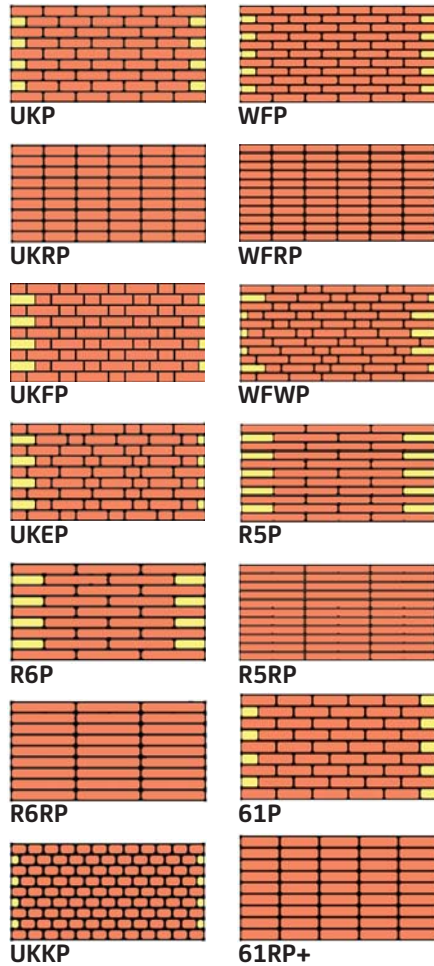 UKP WFP
UKRP WFRP
UKFP WFWP
UKEP R5P
R6P R5RP
R6RP 61P
UKKP 61RP+